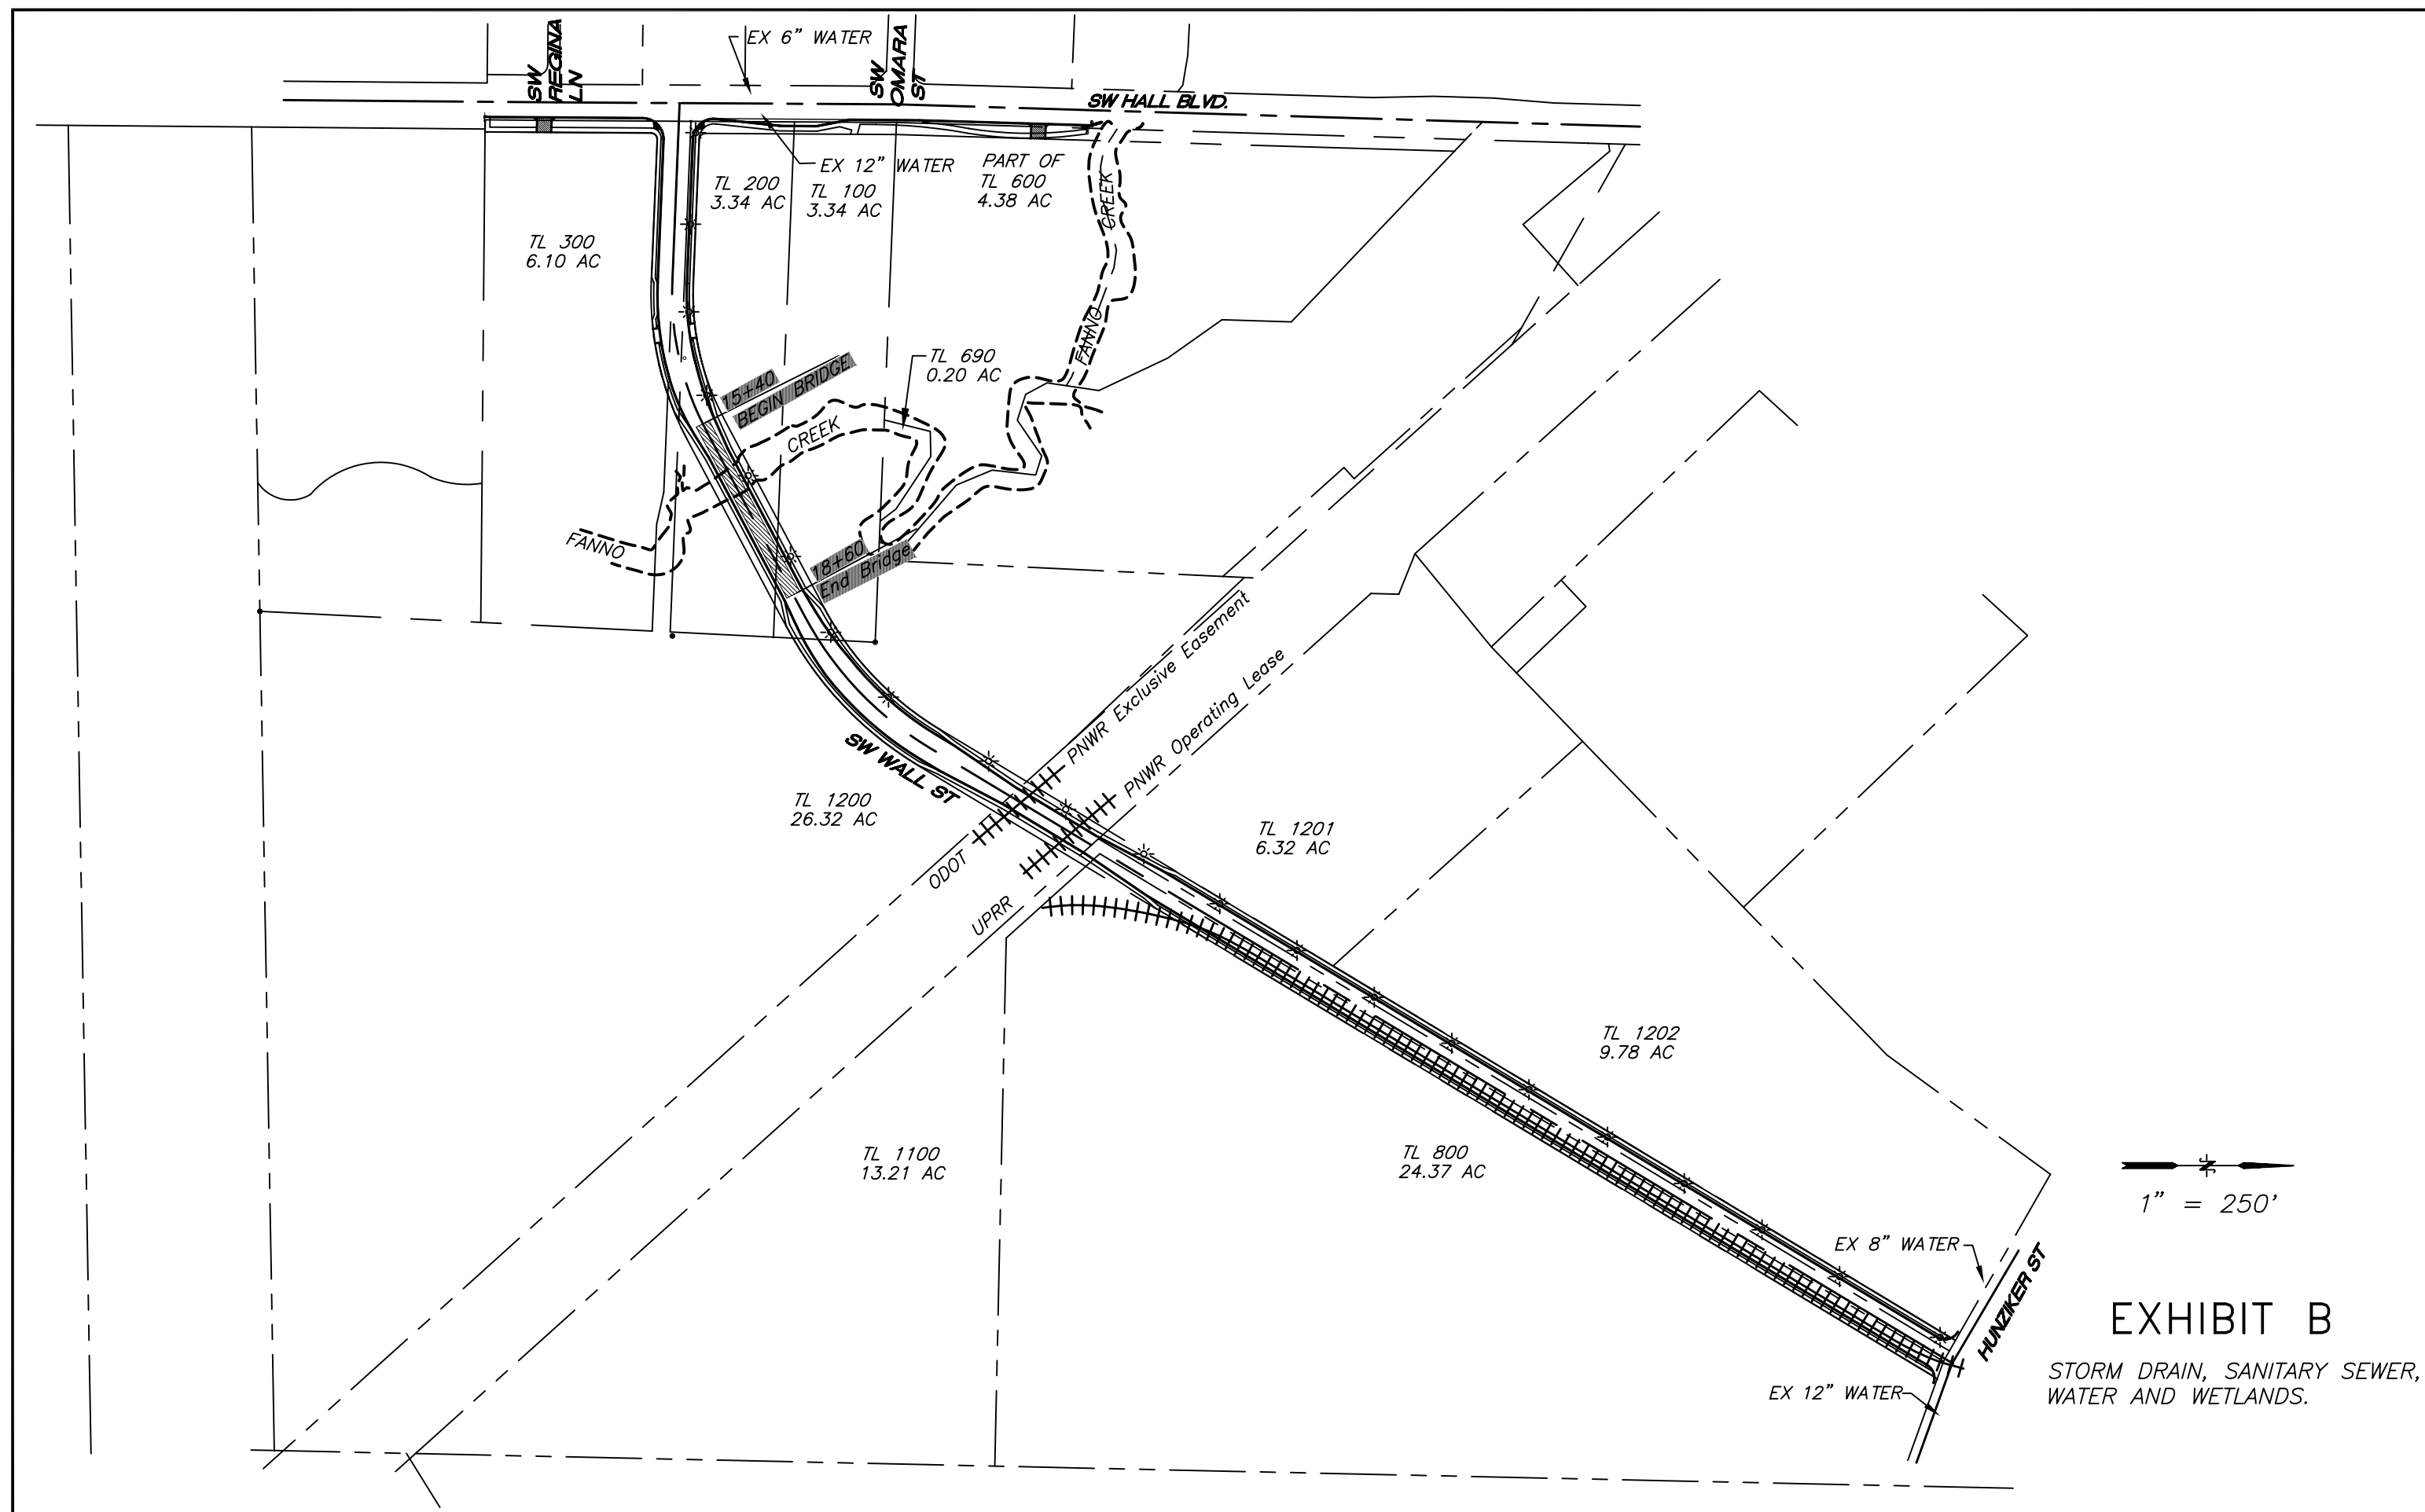 EX 6” WATER
SW
REGINA
LN
SW
OMARA
ST
SW HALL BLVD.
EX 12” WATER
TL 200
3.34 AC
TL 100
3.34 AC
PART OF
TL 600
4.38 AC
CREEK
FANNO
TL 300
6.10 AC
TL 690
0.20 AC
15+40
BEGIN BRIDGE
CREEK
FANNO
18+60
End Bridge
PNWR Exclusive Easement
PNWR Operating Lease
SW WALL ST
TL 1200
26.32 AC
TL 1201
6.32 AC
ODOT
UPRR
TL 1202
9.78 AC
TL 1100
13.21 AC
TL 800
24.37 AC
N
1” = 250’
EX 8” WATER
HUNZIKER ST
EXHIBIT B
STORM DRAIN, SANITARY SEWER,
WATER AND WETLANDS.
EX 12” WATER